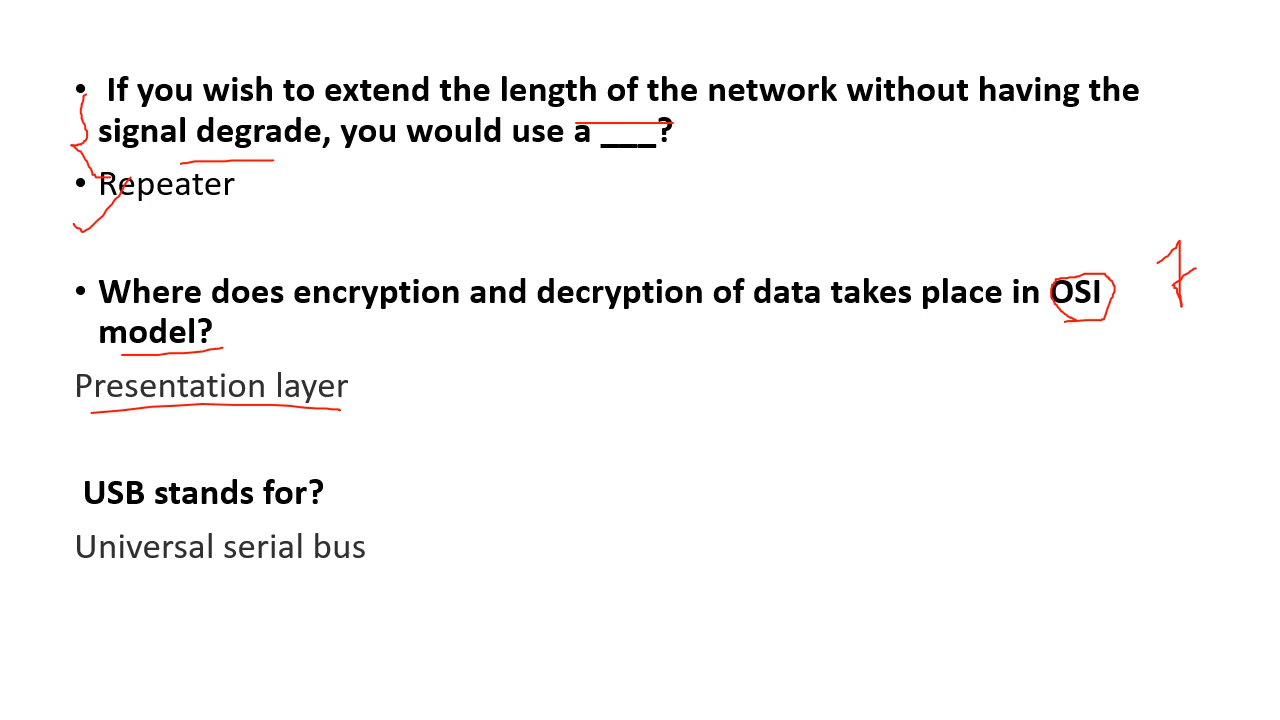 • If you wish to extend the length of the network without having the
signal degrade, you would use a ___?
• Repeater
• Where does encryption and decryption of data takes place in OSI
model?
7
Presentation layer
USB stands for?
Universal serial bus